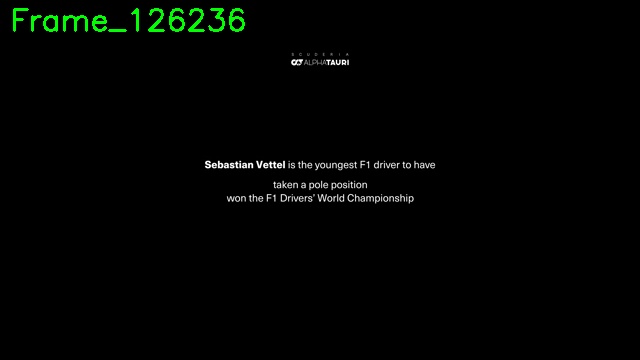 Frame_126236
SCUDERIA
ALPHATAURI
Sebastian Vettel is the youngest F1 driver to have
taken a pole position
won the F1 Drivers' World Championship